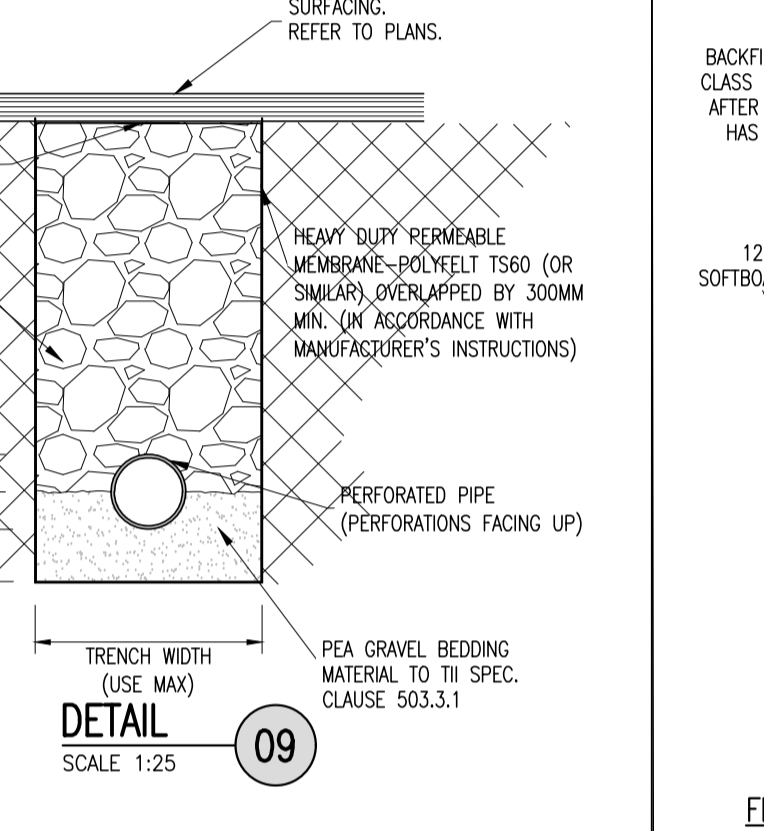 SURFACING.
REFER TO PLANS.
HEAVY DUTY PERMEABLE
MEMBRANE-POLYFELT TS60 (OR
SIMILAR) OVERLAPPED BY 300MM
MIN. (IN ACCORDANCE WITH
MANUFACTURER'S INSTRUCTIONS)
PERFORATED PIPE
(PERFORATIONS FACING UP)
PEA GRAVEL BEDDING
MATERIAL TO TII SPEC.
CLAUSE 503.3.1
TRENCH WIDTH
(USE MAX)
DETAIL
09
SCALE 1:25
CLASS
AFTER
HAS
12